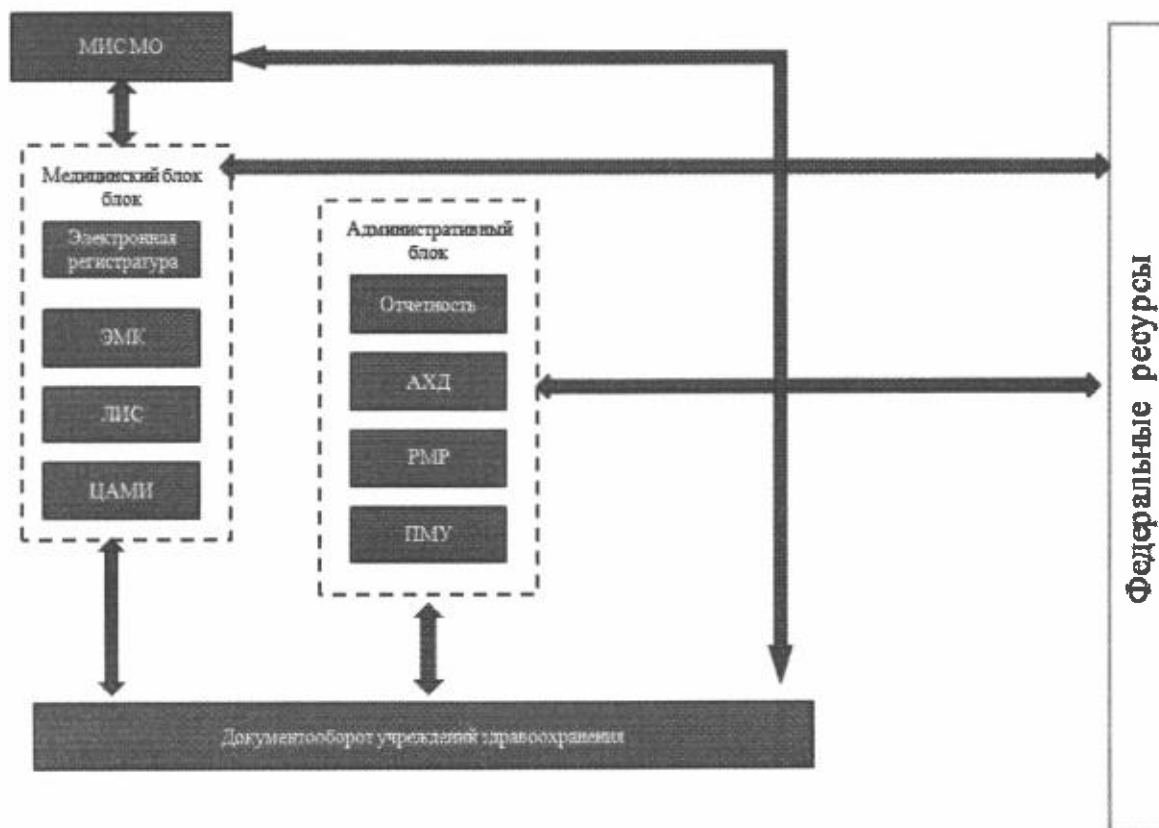 МИС МО
Медицинский блок
блок
Электронная
регистратура
ЭМК
ЛИС
ЦАМИ
Административный
блок
Отчетность
АХД
РМР
ПМУ
Документооборот учреждений здравоохранения
Федеральные ресурсы